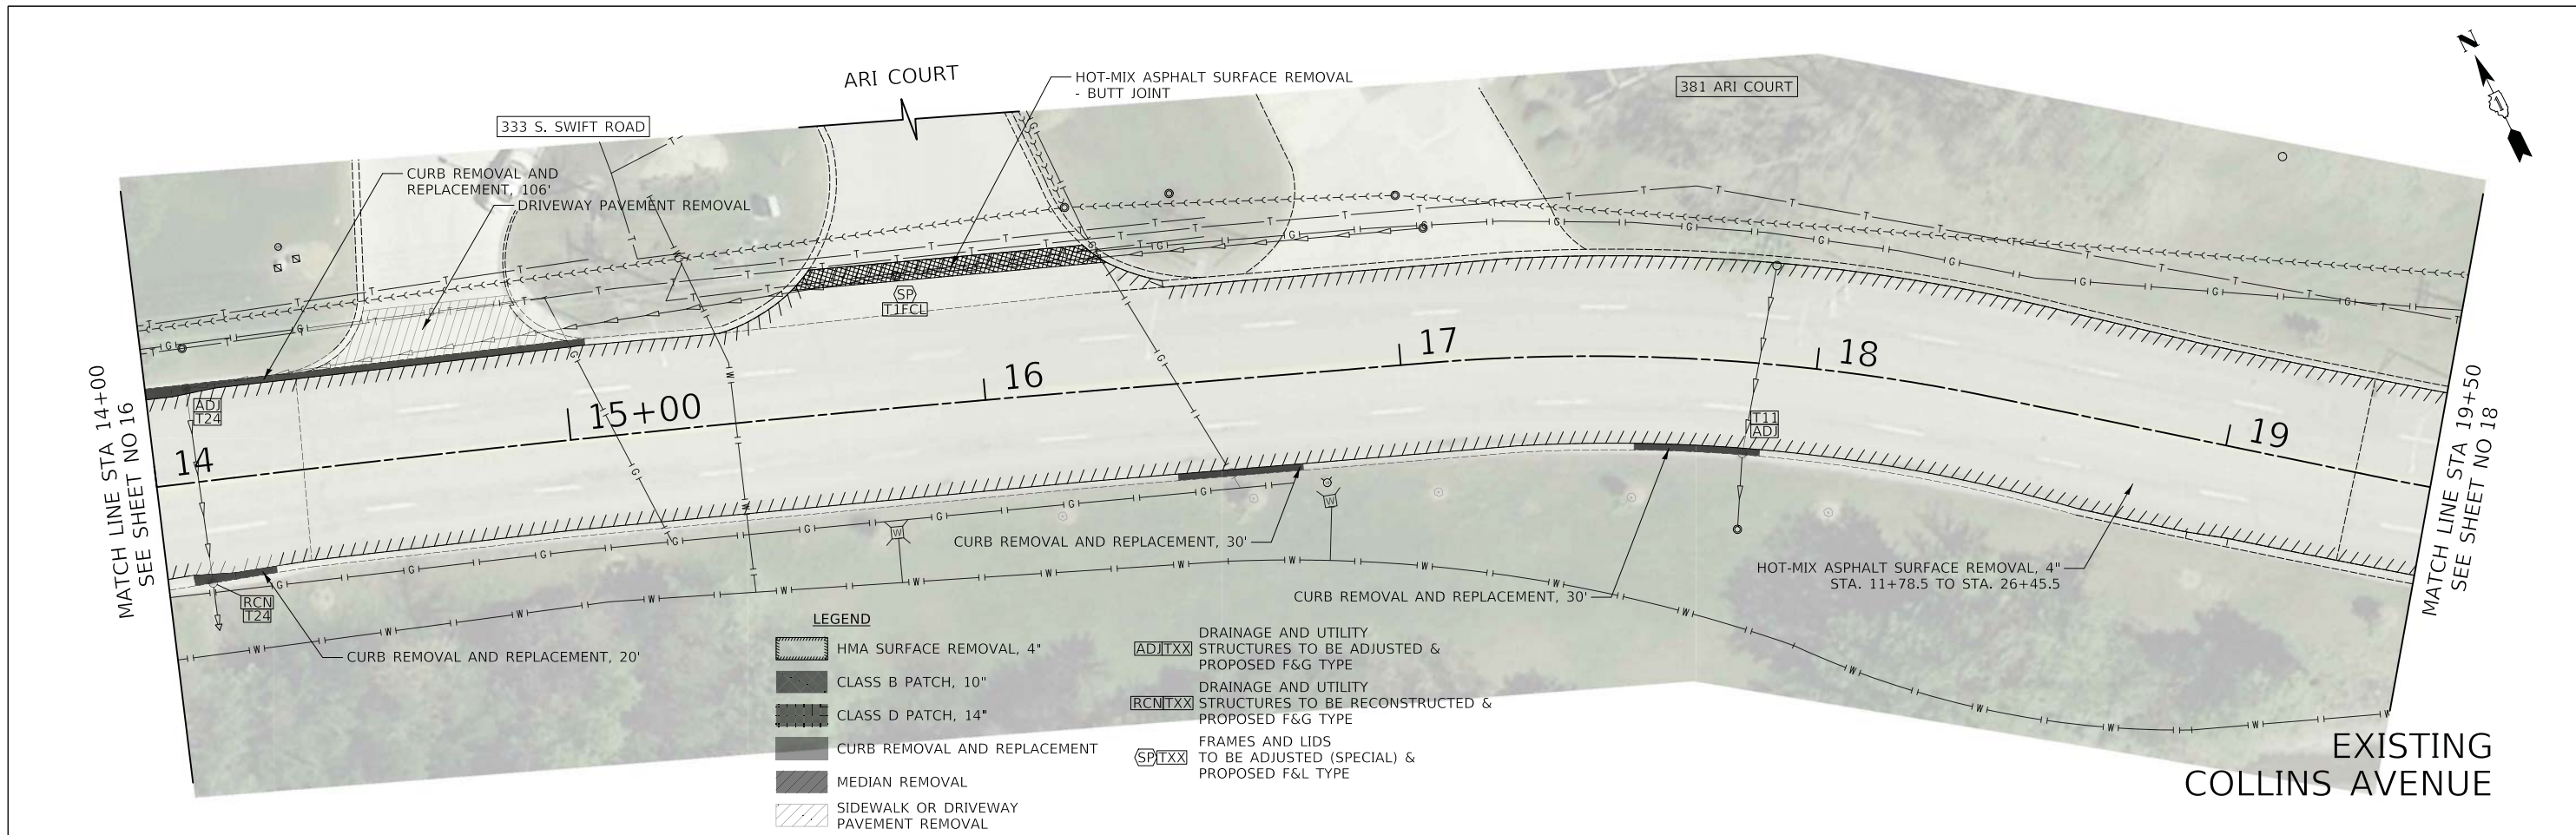 ARI COURT
HOT-MIX ASPHALT SURFACE REMOVAL
- BUTT JOINT
381 ARI COURT
N
1
333 S. SWIFT ROAD
CURB REMOVAL AND
REPLACEMENT, 106'
DRIVEWAY PAVEMENT REMOVAL
SP
T1FCL
MATCH LINE STA 14+00
SEE SHEET NO 16
ADJ
T24
14
15+00
16
17
18
19
T11
ADJ
MATCH LINE STA 19+50
SEE SHEET NO 18
RCN
T24
CURB REMOVAL AND REPLACEMENT, 20'
CURB REMOVAL AND REPLACEMENT, 30'
CURB REMOVAL AND REPLACEMENT, 30'
HOT-MIX ASPHALT SURFACE REMOVAL, 4"
STA. 11+78.5 TO STA. 26+45.5
LEGEND
HMA SURFACE REMOVAL, 4"
CLASS B PATCH, 10"
CLASS D PATCH, 14"
CURB REMOVAL AND REPLACEMENT
MEDIAN REMOVAL
SIDEWALK OR DRIVEWAY
PAVEMENT REMOVAL
DRAINAGE AND UTILITY
ADJ TXX STRUCTURES TO BE ADJUSTED &
PROPOSED F&G TYPE
DRAINAGE AND UTILITY
RCN TXX STRUCTURES TO BE RECONSTRUCTED &
PROPOSED F&G TYPE
FRAMES AND LIDS
SP TXX TO BE ADJUSTED (SPECIAL) &
PROPOSED F&L TYPE
EXISTING
COLLINS AVENUE